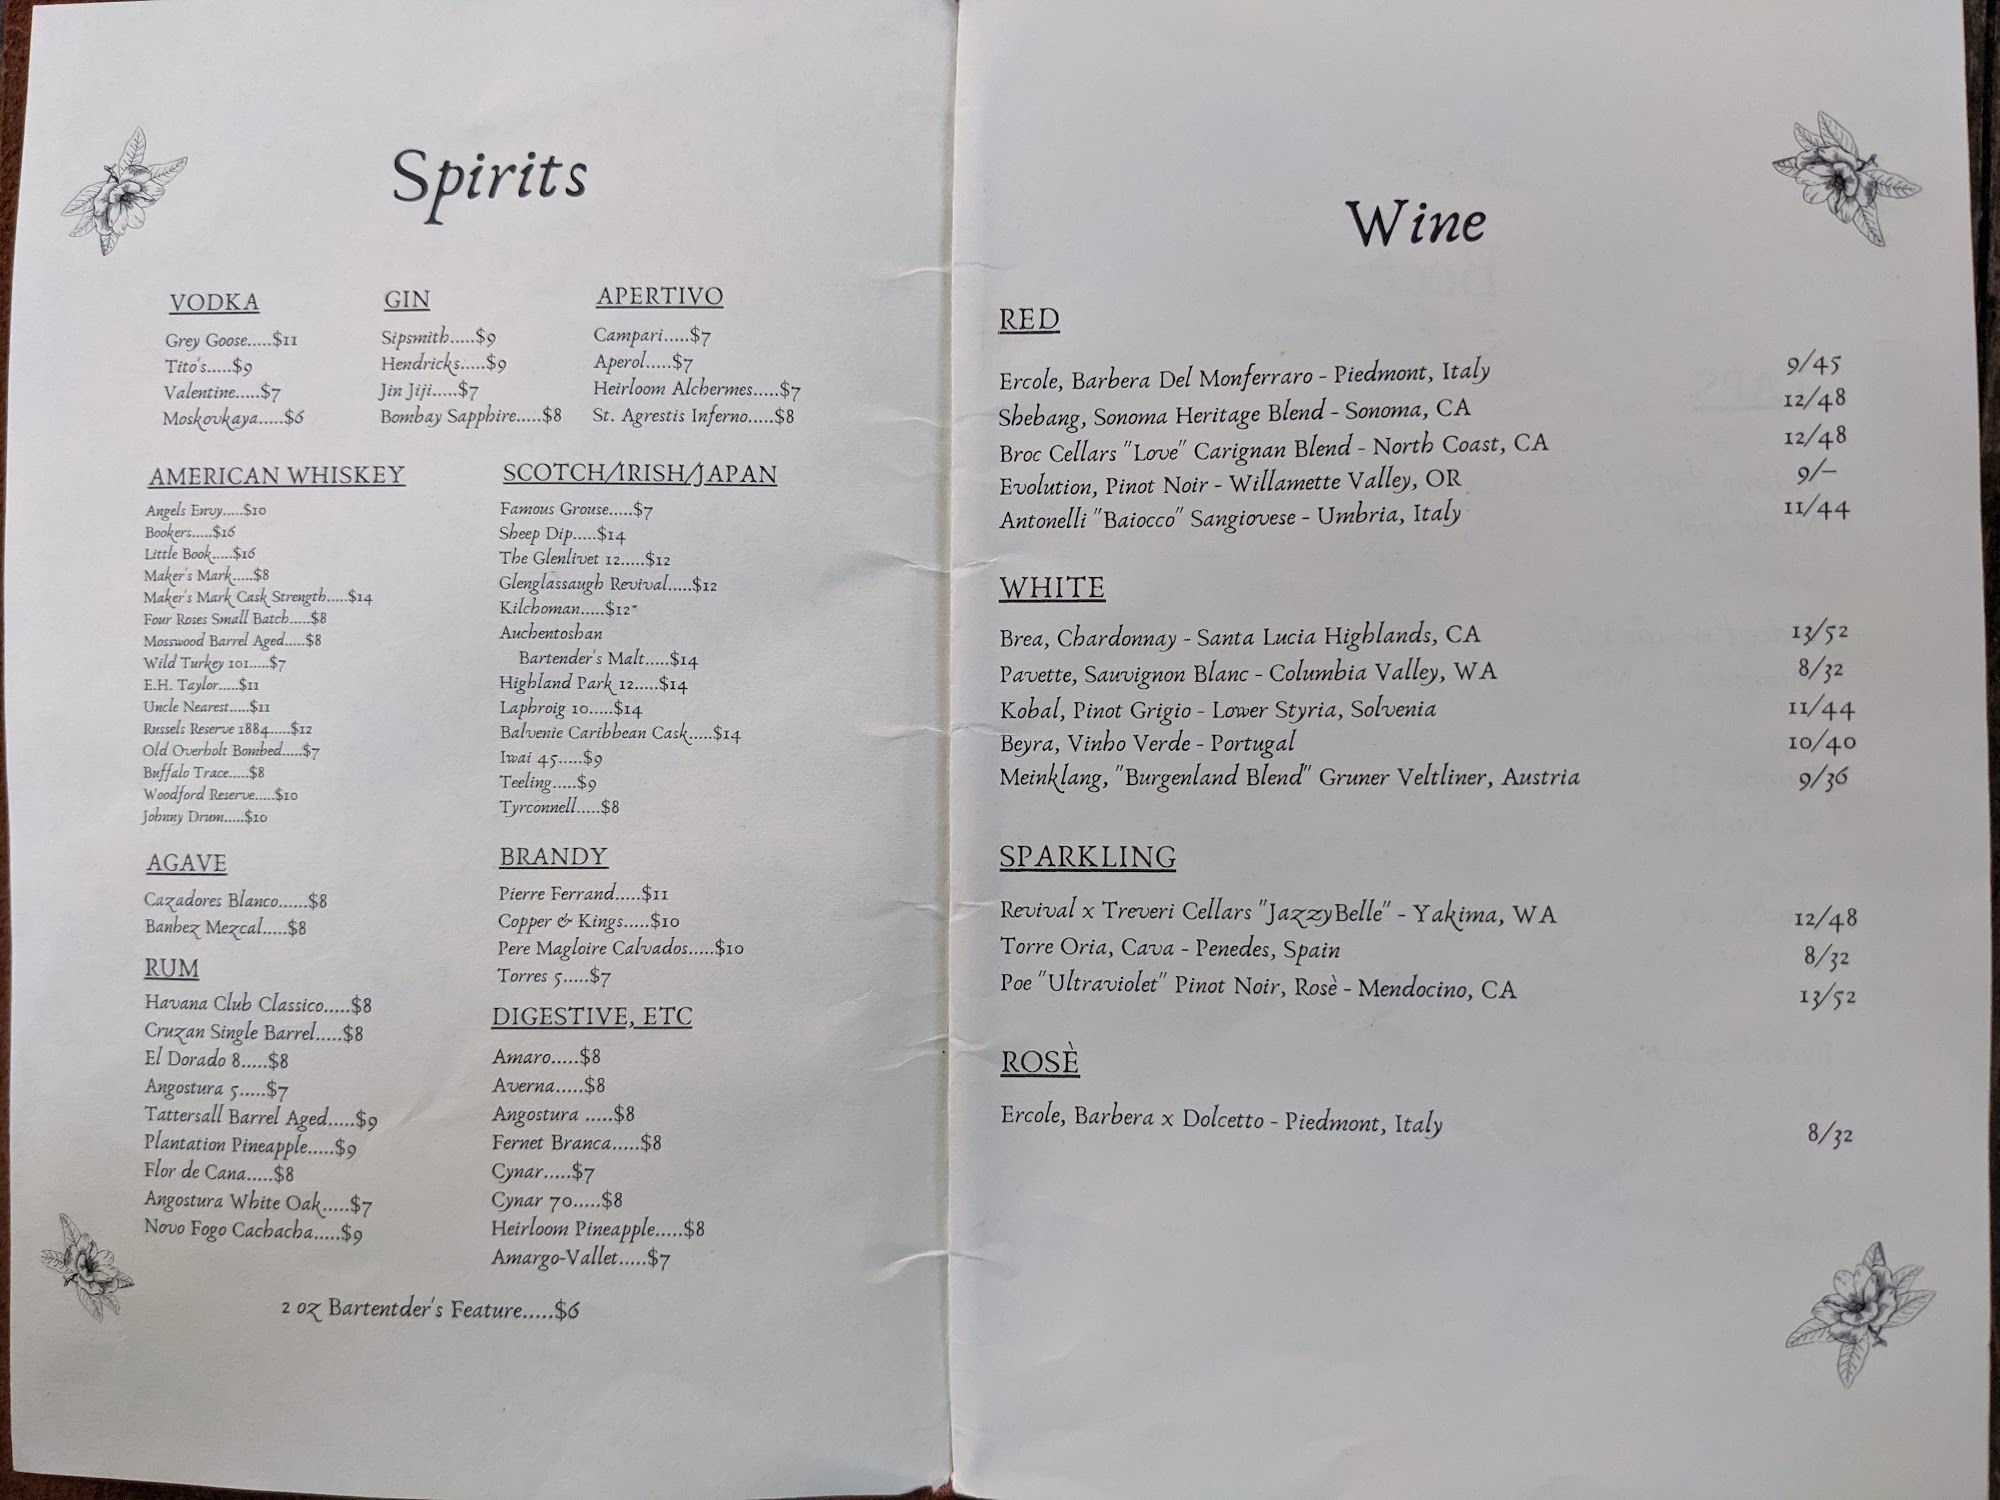 Spirits
VODKA
Grey Goose.....$11
Tito's.....$9
Valentine.....$7
Moskovkaya.....$6
GIN
Sipsmith.....$9
Hendricks.....$9
Jin Jiji.....$7
Bombay Sapphire.....$8
APERTIVO
Campari.....$7
Aperol.....$7
Heirloom Alchermes.....$7
St. Agrestis Inferno.....$8
AMERICAN WHISKEY
Angels Envy.....$10
Bookers.....$16
Little Book.....$16
Maker's Mark.....$8
Maker's Mark Cask Strength.....$14
Four Roses Small Batch.....$8
Mosswood Barrel Aged.....$8
Wild Turkey 101.....$7
E.H. Taylor.....$11
Uncle Nearest.....$11
Russels Reserve 1884.....$12
Old Overholt Bombed.....$7
Buffalo Trace.....$8
Woodford Reserve.....$10
Johnny Drum.....$10
SCOTCH/IRISH/JAPAN
Famous Grouse.....$7
Sheep Dip.....$14
The Glenlivet 12.....$12
Glenglassaugh Revival.....$12
Kilchoman.....$12*
Auchentoshan
Bartender's Malt.....$14
Highland Park 12.....$14
Laphroig 10.....$14
Balvenie Caribbean Cask.....$14
Iwai 45.....$9
Teeling.....$9
Tyrconnell.....$8
AGAVE
Cazadores Blanco......$8
Banhez Mezcal.....$8
RUM
Havana Club Classico.....$8
Cruzan Single Barrel.....$8
El Dorado 8.....$8
Angostura 5.....$7
Tattersall Barrel Aged.....$9
Plantation Pineapple.....$9
Flor de Cana.....$8
Angostura White Oak.....$7
Novo Fogo Cachacha.....$9
BRANDY
Pierre Ferrand.....$11
Copper & Kings.....$10
Pere Magloire Calvados.....$10
Torres 5.....$7
DIGESTIVE, ETC
Amaro.....$8
Averna.....$8
Angostura .....$8
Fernet Branca.....$8
Cynar.....$7
Cynar 70.....$8
Heirloom Pineapple.....$8
Amargo-Vallet.....$7
2 oz Bartentder's Feature.....$6
Wine
RED
Ercole, Barbera Del Monferraro - Piedmont, Italy 9/45
Shebang, Sonoma Heritage Blend - Sonoma, CA 12/48
Broc Cellars "Love" Carignan Blend - North Coast, CA 12/48
Evolution, Pinot Noir - Willamette Valley, OR 9/–
Antonelli "Baiocco" Sangiovese - Umbria, Italy 11/44
WHITE
Brea, Chardonnay - Santa Lucia Highlands, CA 13/52
Pavette, Sauvignon Blanc - Columbia Valley, WA 8/32
Kobal, Pinot Grigio - Lower Styria, Solvenia 11/44
Beyra, Vinho Verde - Portugal 10/40
Meinklang, "Burgenland Blend" Gruner Veltliner, Austria 9/36
SPARKLING
Revival x Treveri Cellars "JazzyBelle" - Yakima, WA 12/48
Torre Oria, Cava - Penedes, Spain 8/32
Poe "Ultraviolet" Pinot Noir, Rosè - Mendocino, CA 13/52
ROSÈ
Ercole, Barbera x Dolcetto - Piedmont, Italy 8/32